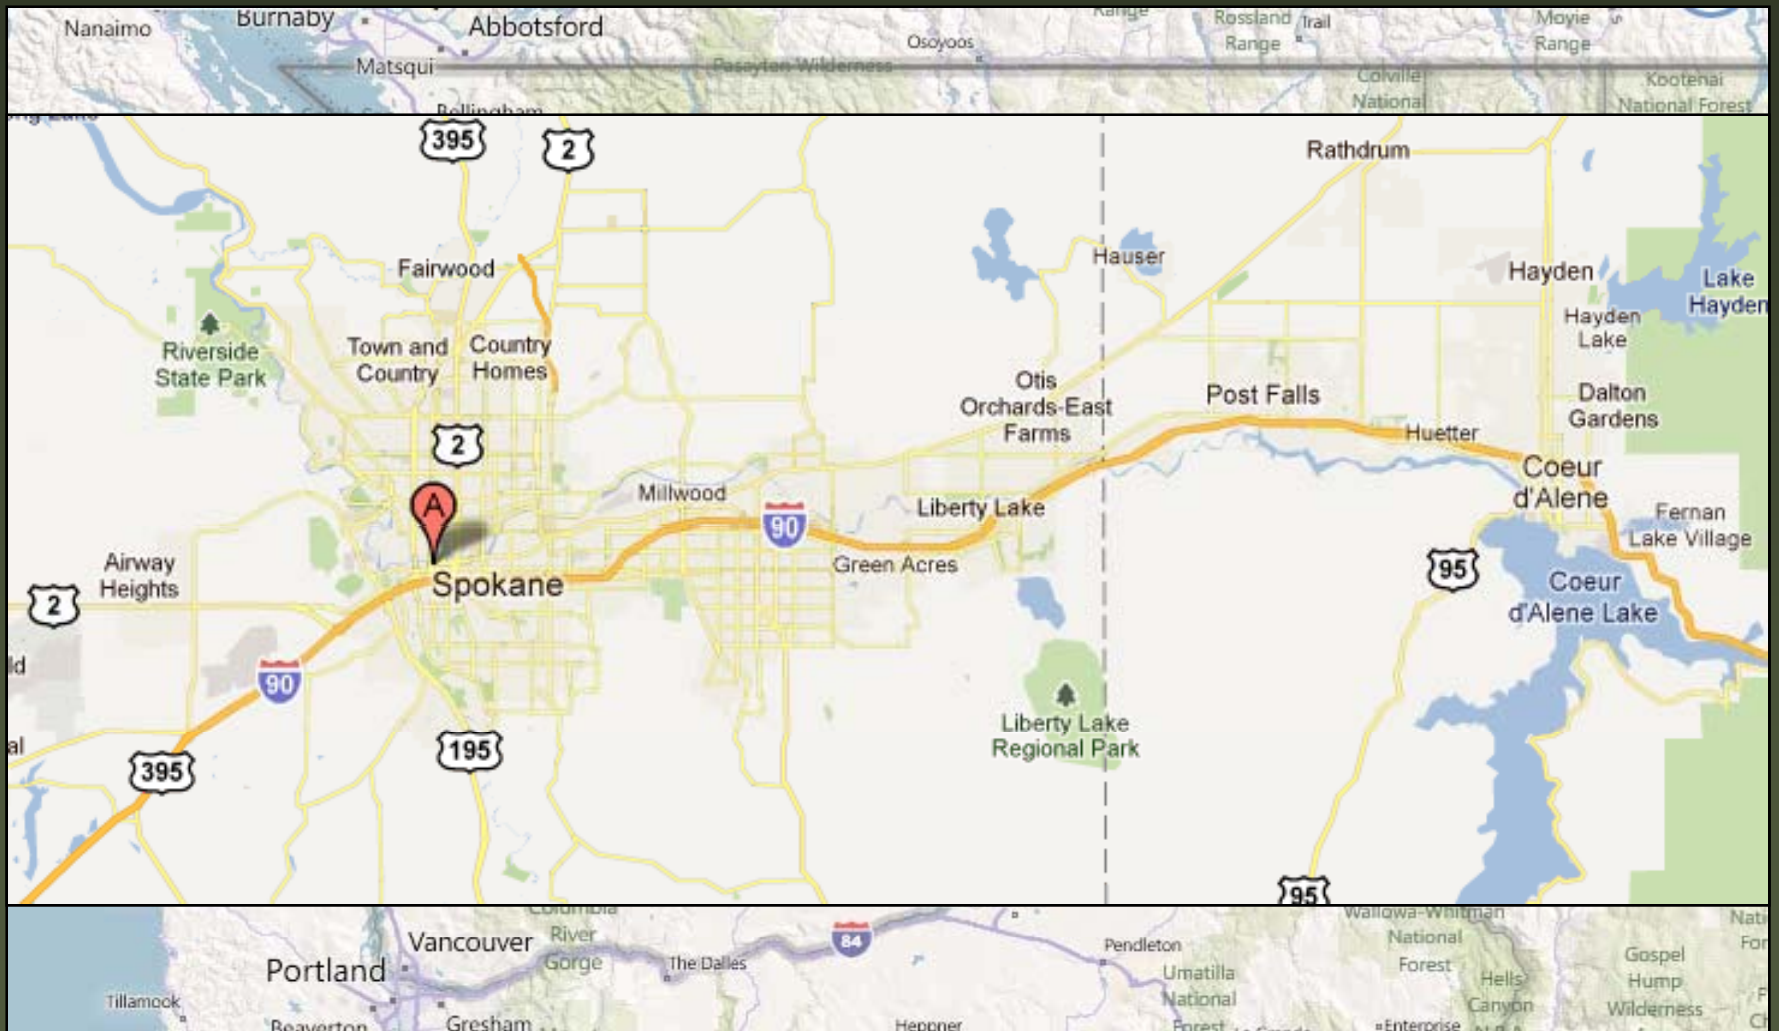 Nanaimo
Burnaby
Abbotsford
Matsqui
Bellingham
Pasayten Wilderness
Osoyoos
Range
Rossland
Range
Trail
Moyie
Range
Colville
National
Kootenai
National Forest
395
2
Rathdrum
Fairwood
Hauser
Hayden
Lake
Hayden
Hayden
Lake
Riverside
State Park
Town and
Country
Country
Homes
Otis
Orchards-East
Farms
Post Falls
Dalton
Gardens
Huetter
2
A
Millwood
90
Liberty Lake
Coeur
d'Alene
Fernan
Lake Village
Green Acres
Airway
Heights
Spokane
2
95
Coeur
d'Alene Lake
ld
90
Liberty Lake
Regional Park
al
395
195
95
Columbia
River
Gorge
Vancouver
Portland
The Dalles
84
Pendleton
Tillamook
Beaverton
Gresham
Heppner
Umatilla
National
Forest
Wallowa-Whitman
National
Forest
Hells
Canyon
N R A
Enterprise
Gospel
Hump
Wilderness